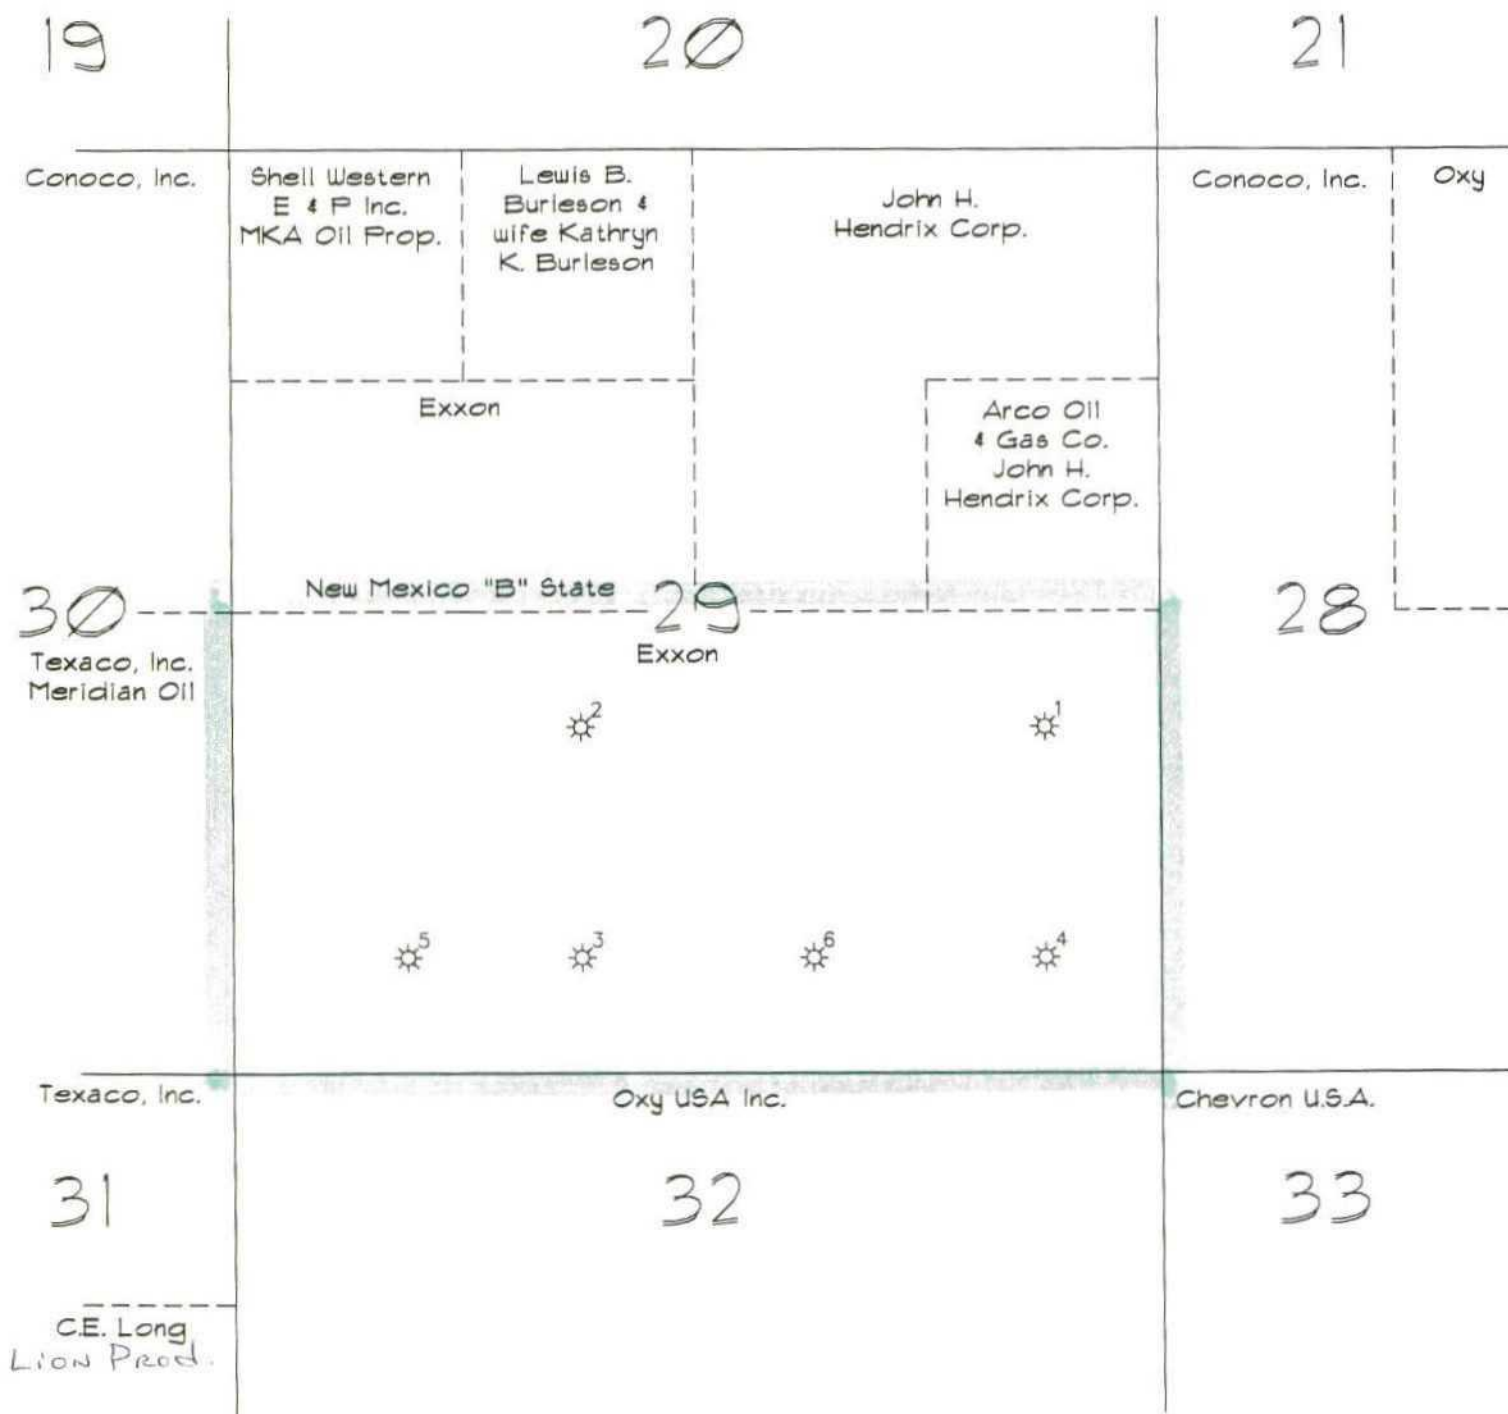 19
20
21
Conoco, Inc.
Shell Western
E & P Inc.
MKA Oil Prop.
Lewis B.
Burleson &
wife Kathryn
K. Burleson
John H.
Hendrix Corp.
Conoco, Inc.
Oxy
Exxon
Arco Oil
& Gas Co.
John H.
Hendrix Corp.
New Mexico "B" State
30
29
28
Texaco, Inc.
Meridian Oil
Exxon
2
1
5
3
6
4
Texaco, Inc.
Oxy USA Inc.
Chevron U.S.A.
31
32
33
C.E. Long
Lion Prod.